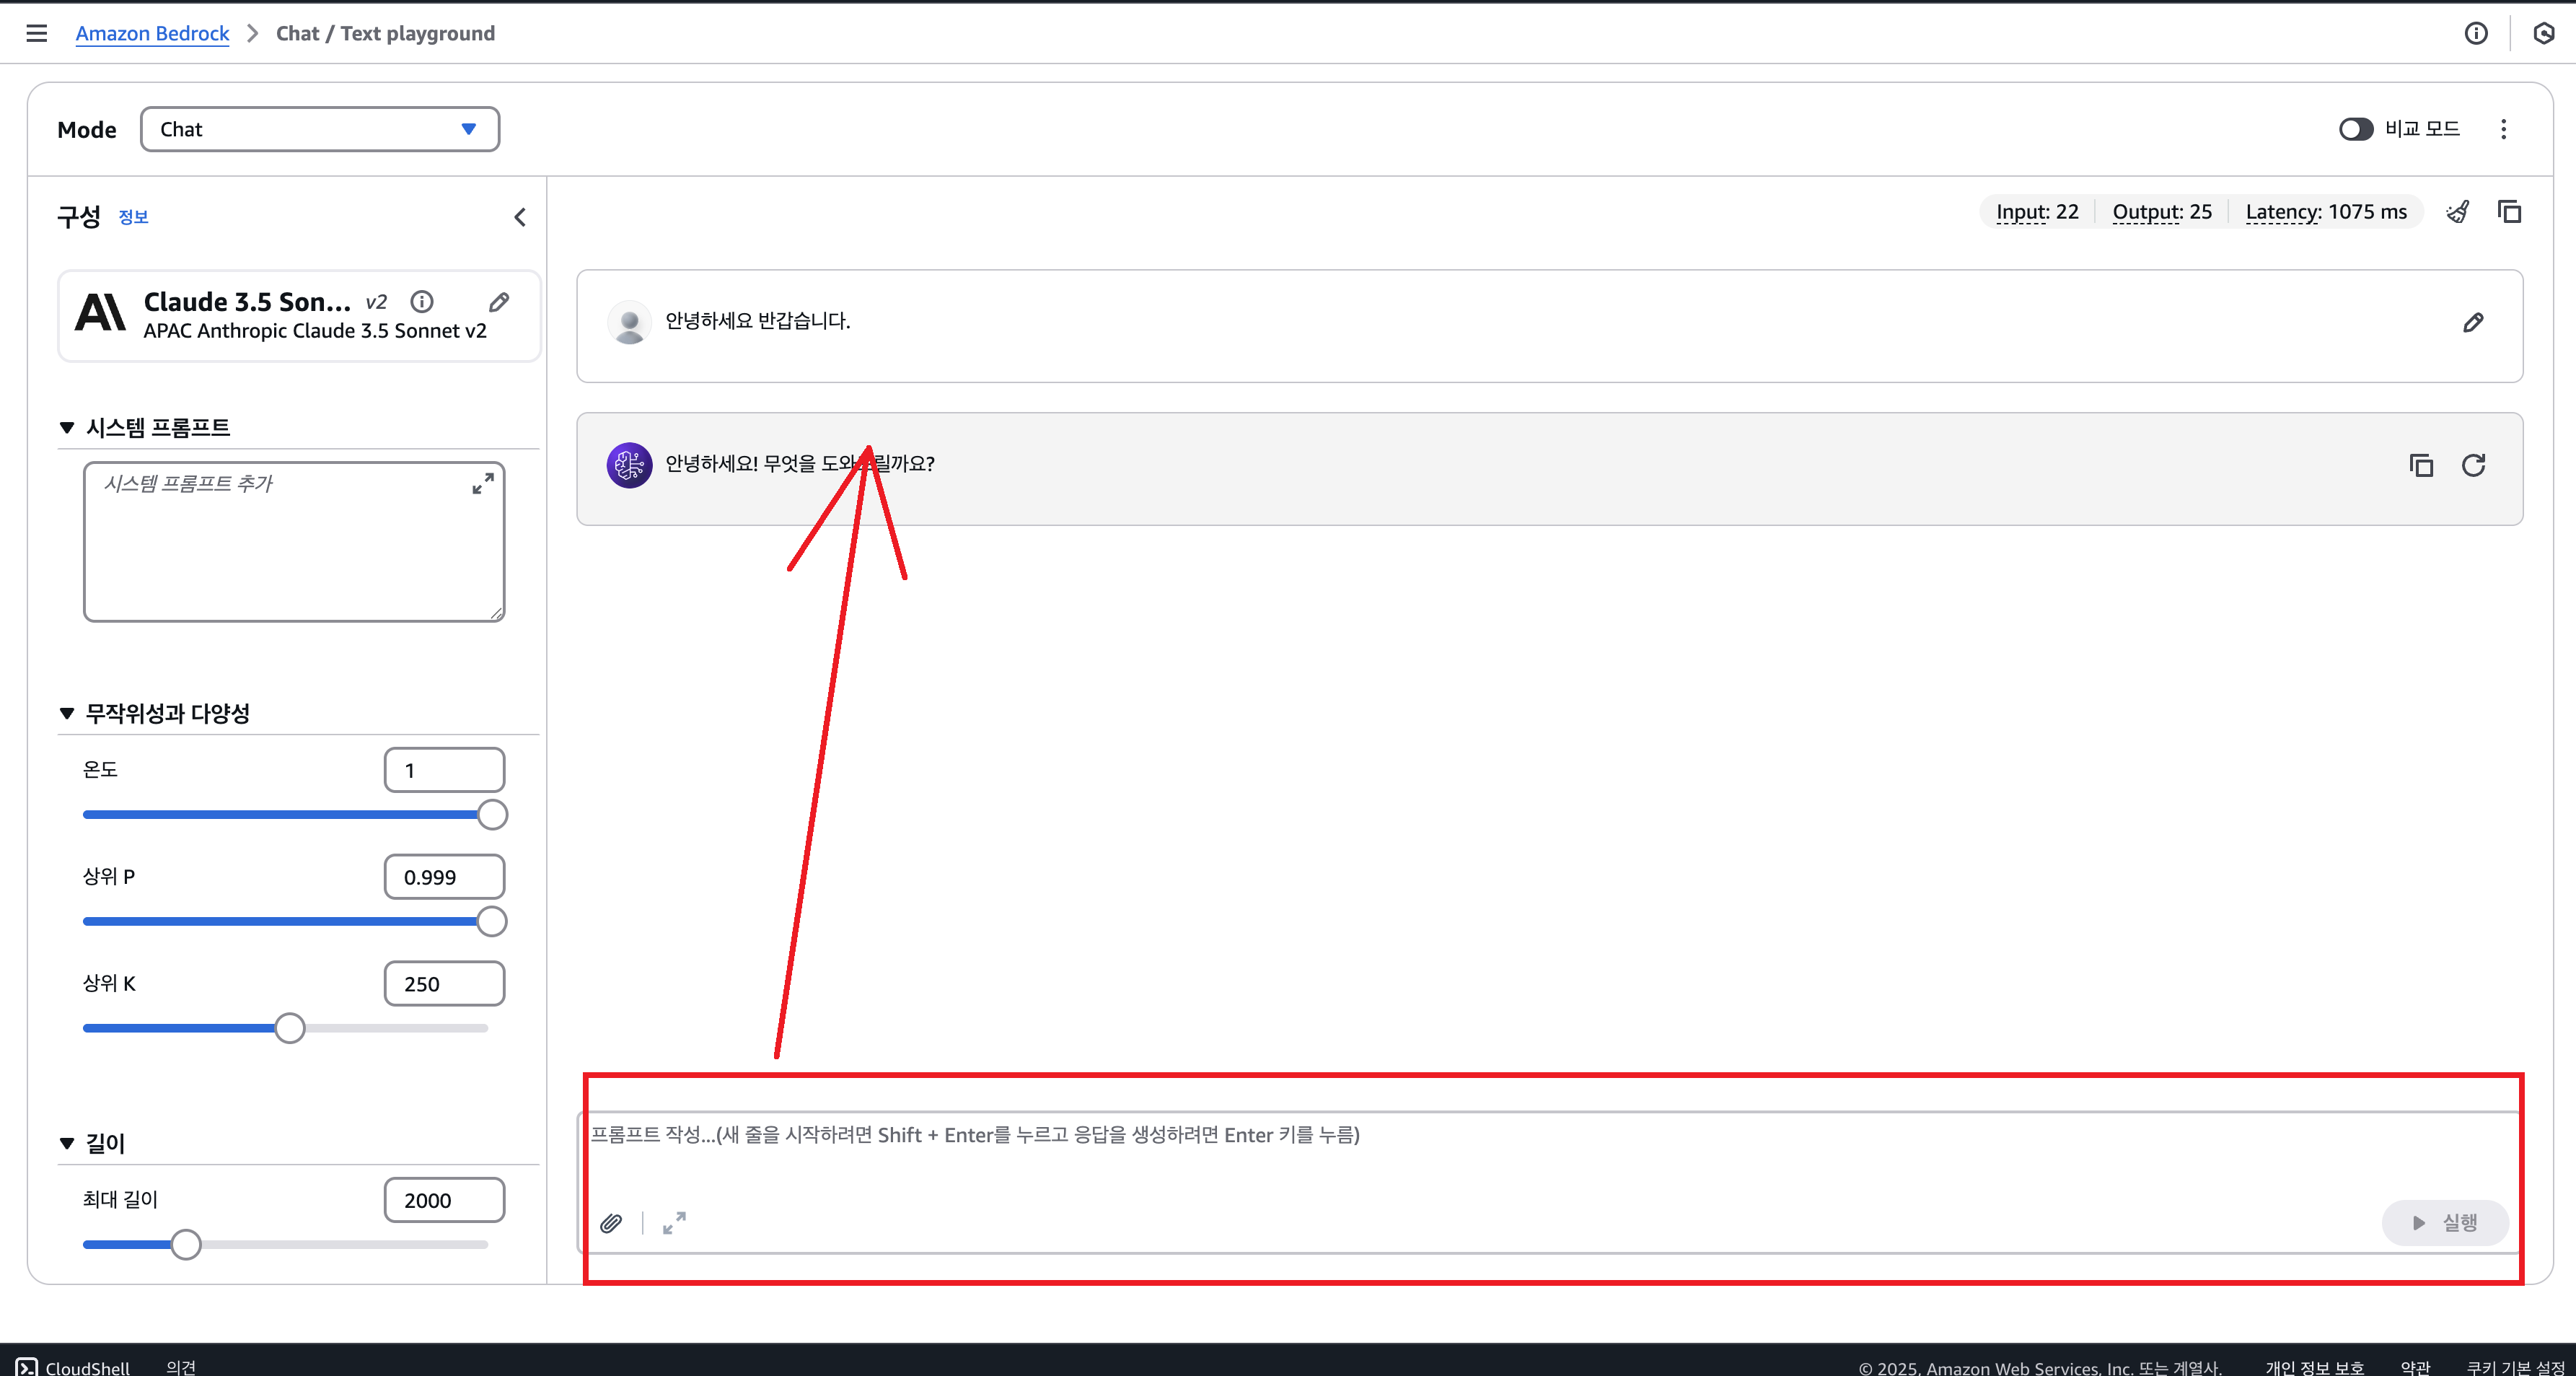 Amazon Bedrock > Chat / Text playground
Mode
Chat
비교 모드
구성 정보
Input: 22 Output: 25 Latency: 1075 ms
Claude 3.5 Son... v2
APAC Anthropic Claude 3.5 Sonnet v2
안녕하세요 반갑습니다.
시스템 프롬프트
시스템 프롬프트 추가
안녕하세요! 무엇을 도와드릴까요?
무작위성과 다양성
온도 1
상위 P 0.999
상위 K 250
길이
최대 길이 2000
프롬프트 작성...(새 줄을 시작하려면 Shift + Enter를 누르고 응답을 생성하려면 Enter 키를 누름)
실행
CloudShell 의견 © 2025, Amazon Web Services, Inc. 또는 계열사. 개인 정보 보호 약관 쿠키 기본 설정